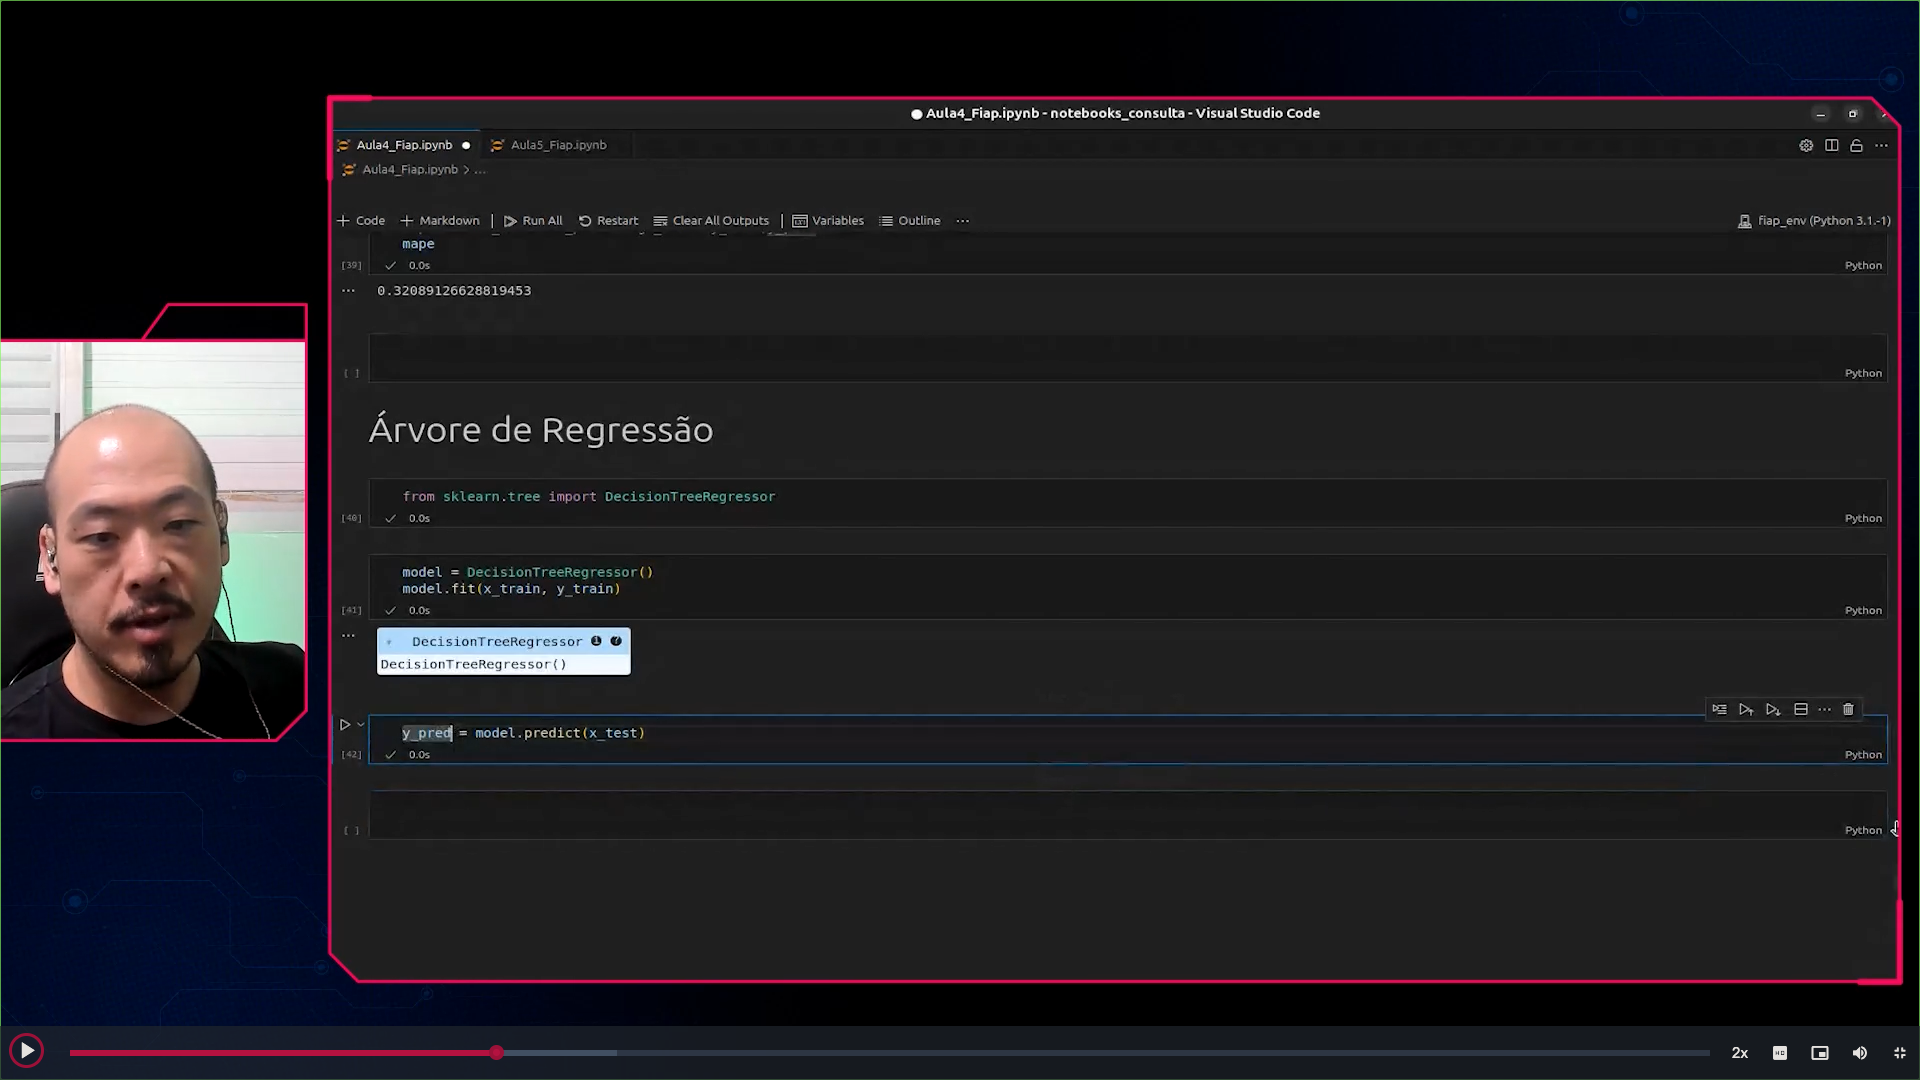 Aula4_Fiap.ipynb - notebooks_consulta - Visual Studio Code
Aula4_Fiap.ipynb
Aula5_Fiap.ipynb
Aula4_Fiap.ipynb > ...
Code
Markdown
Run All
Restart
Clear All Outputs
Variables
Outline
...
fiap_env (Python 3.1.-1)
mape
[39]
0.0s
Python
...
0.32089126628819453
[ ]
Python
Árvore de Regressão
from sklearn.tree import DecisionTreeRegressor
[40]
0.0s
Python
model = DecisionTreeRegressor()
model.fit(x_train, y_train)
[41]
0.0s
Python
...
DecisionTreeRegressor
DecisionTreeRegressor()
y_pred = model.predict(x_test)
[42]
0.0s
Python
[ ]
Python
2x
HD